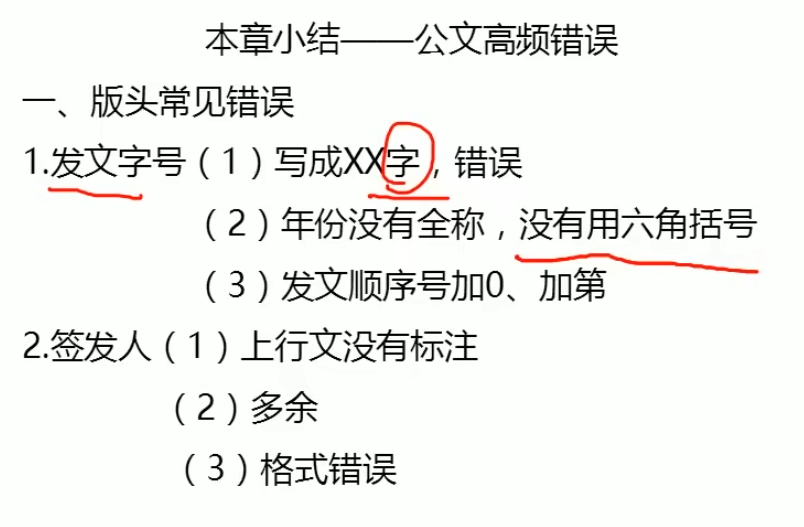 本章小结——公文高频错误
一、版头常见错误
1.发文字号（1）写成XX字，错误
（2）年份没有全称，没有用六角括号
（3）发文顺序号加0、加第
2.签发人（1）上行文没有标注
（2）多余
（3）格式错误